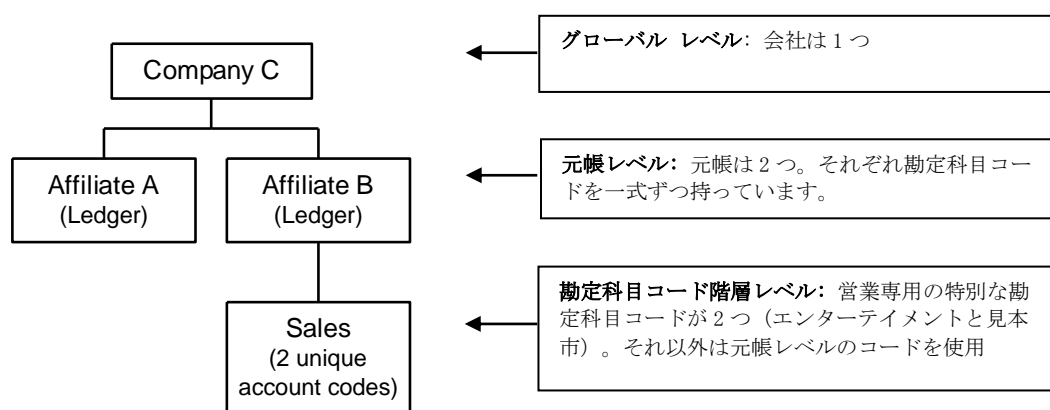 Company C
グローバル レベル: 会社は 1 つ
Affiliate A
(Ledger)
Affiliate B
(Ledger)
元帳レベル: 元帳は 2 つ。それぞれ勘定科目コー
ドを一式ずつ持っています。
Sales
(2 unique
account codes)
勘定科目コード階層レベル: 営業専用の特別な勘
定科目コードが 2 つ（エンターテイメントと見本
市）。それ以外は元帳レベルのコードを使用